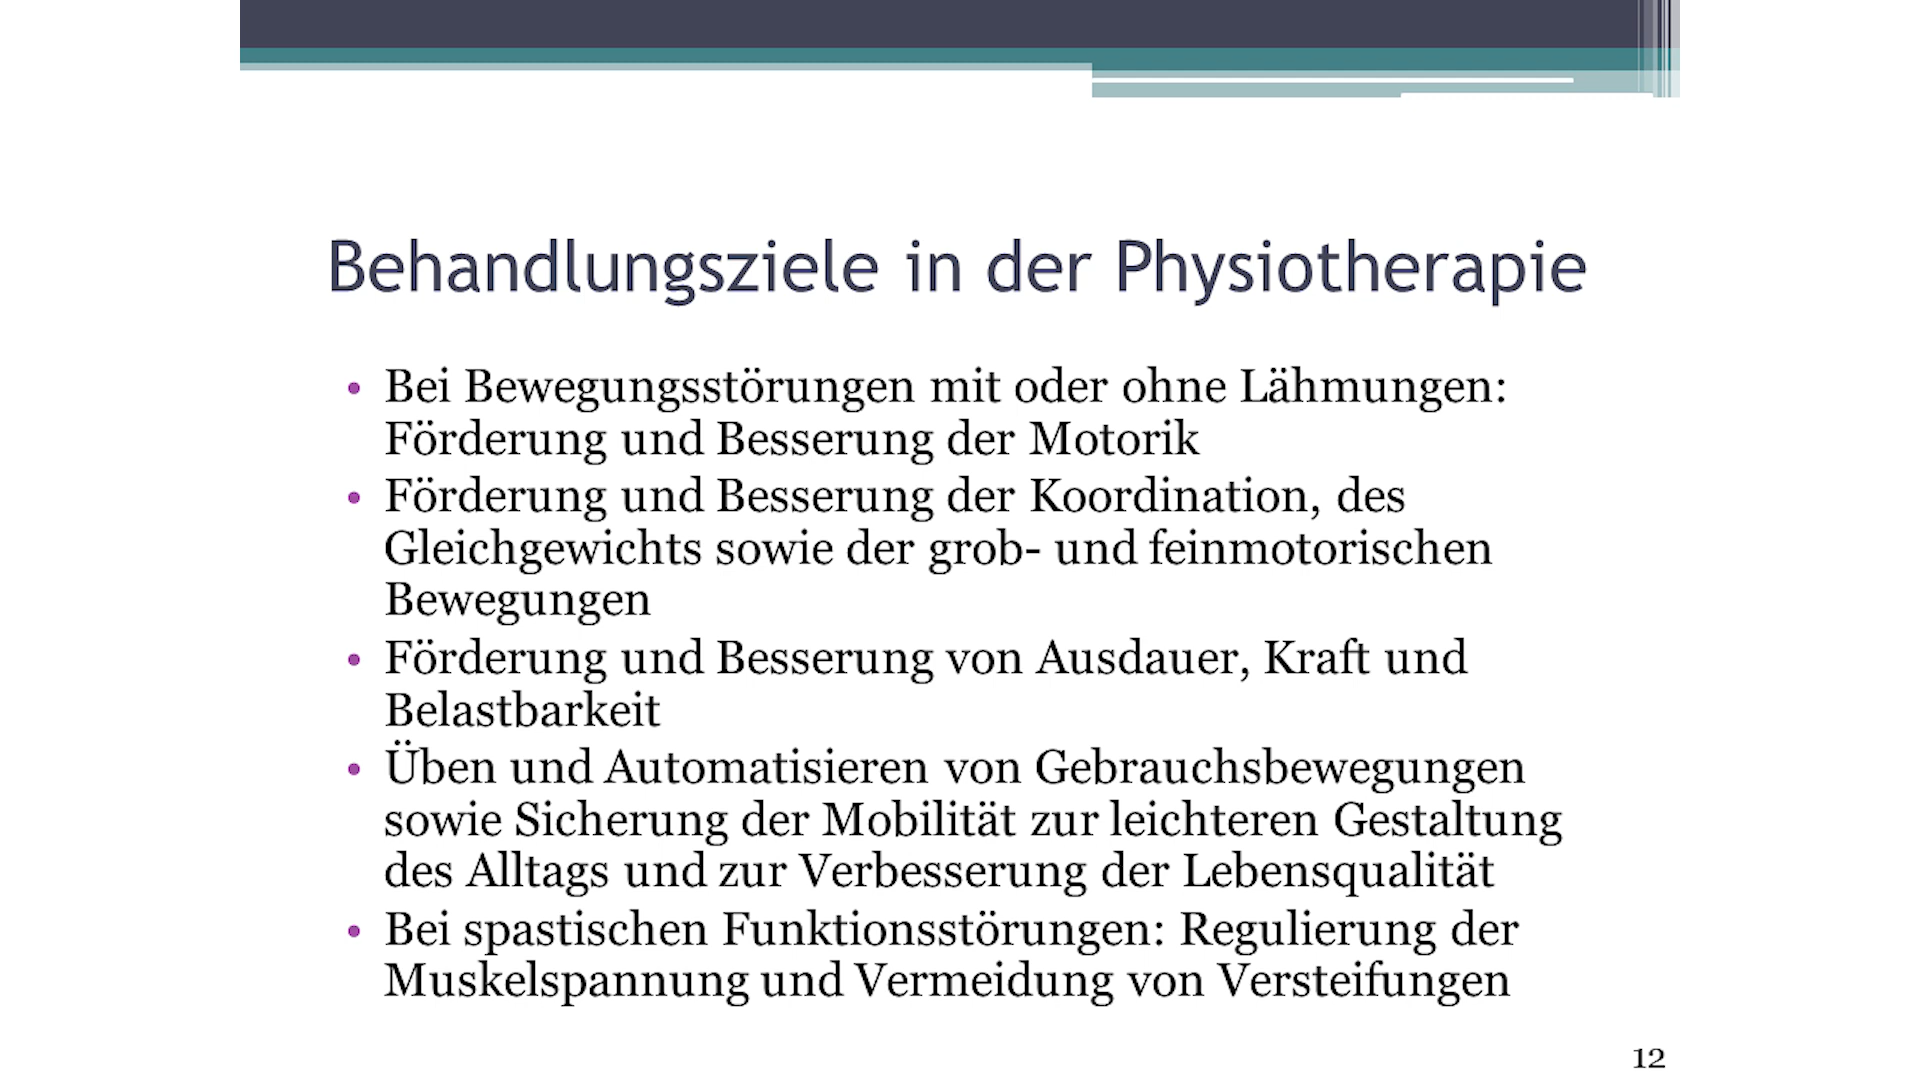 Behandlungsziele in der Physiotherapie
• Bei Bewegungsstörungen mit oder ohne Lähmungen:
Förderung und Besserung der Motorik
• Förderung und Besserung der Koordination, des
Gleichgewichts sowie der grob- und feinmotorischen
Bewegungen
• Förderung und Besserung von Ausdauer, Kraft und
Belastbarkeit
• Üben und Automatisieren von Gebrauchsbewegungen
sowie Sicherung der Mobilität zur leichteren Gestaltung
des Alltags und zur Verbesserung der Lebensqualität
• Bei spastischen Funktionsstörungen: Regulierung der
Muskelspannung und Vermeidung von Versteifungen
12